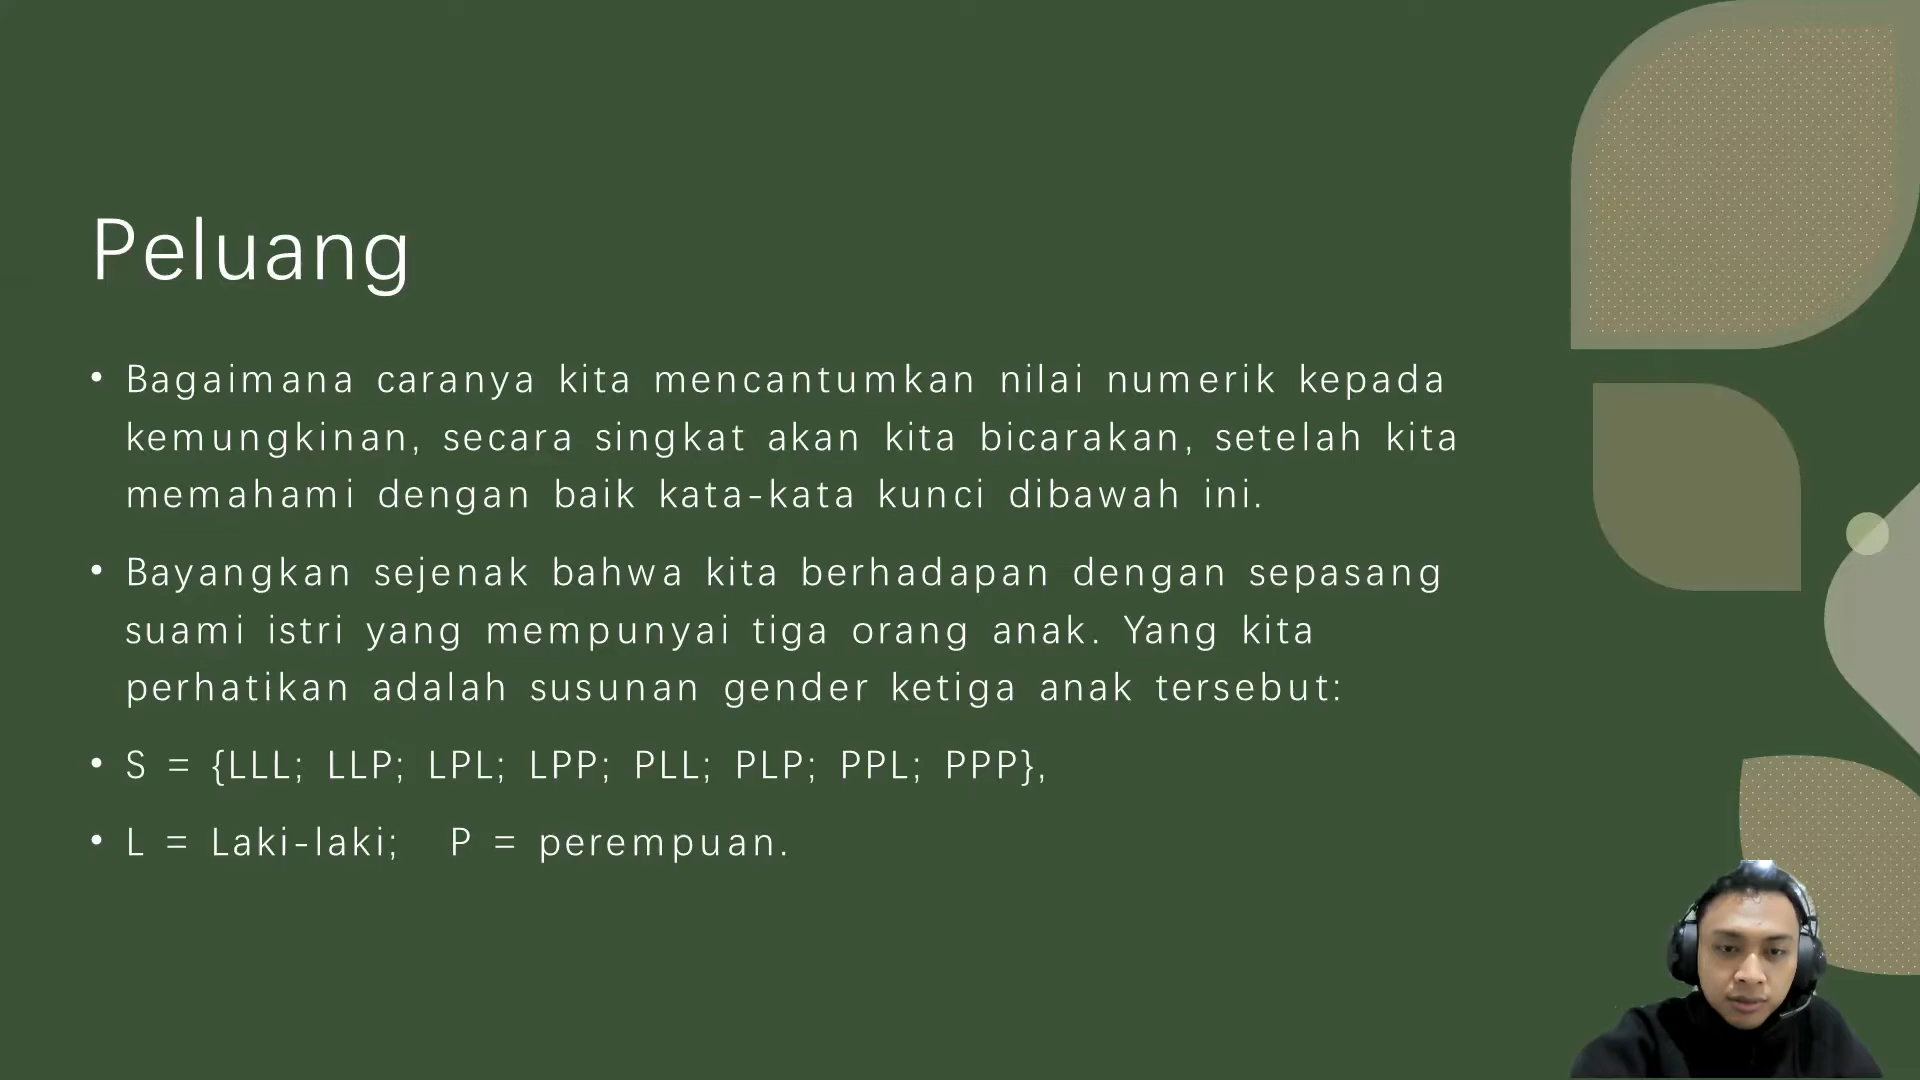 Peluang
• Bagaimana caranya kita mencantumkan nilai numerik kepada
kemungkinan, secara singkat akan kita bicarakan, setelah kita
memahami dengan baik kata-kata kunci dibawah ini.
• Bayangkan sejenak bahwa kita berhadapan dengan sepasang
suami istri yang mempunyai tiga orang anak. Yang kita
perhatikan adalah susunan gender ketiga anak tersebut:
• S = {LLL; LLP; LPL; LPP; PLL; PLP; PPL; PPP},
• L = Laki-laki; P = perempuan.